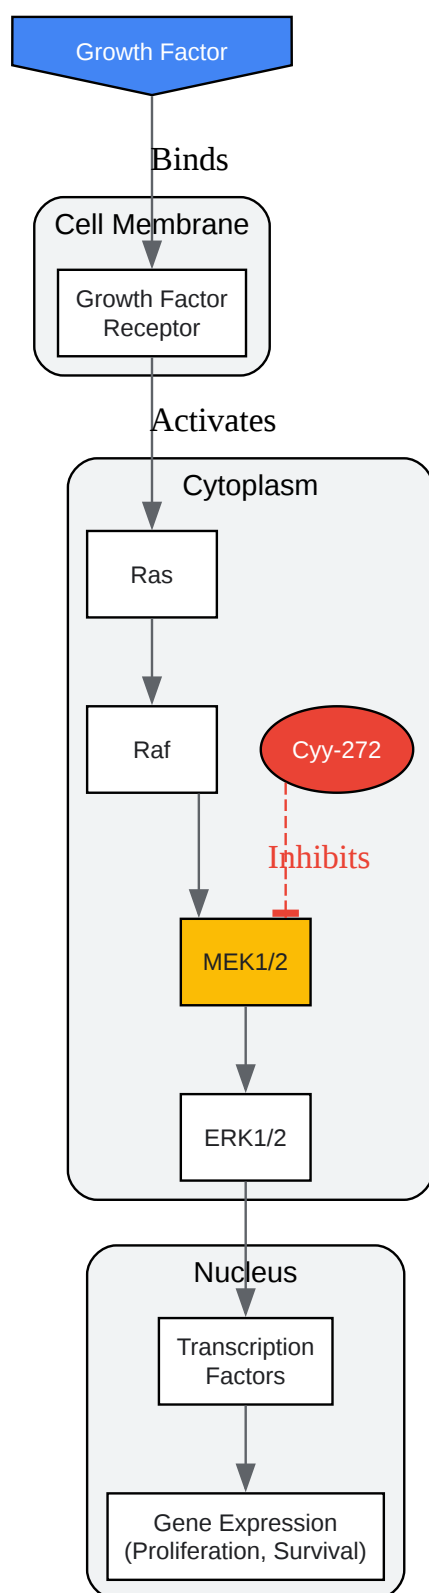 Growth Factor
Binds
Cell Membrane
Growth Factor
Receptor
Activates
Cytoplasm
Ras
Raf
Cyy-272
Inhibits
MEK1/2
ERK1/2
Nucleus
Transcription
Factors
Gene Expression
(Proliferation, Survival)